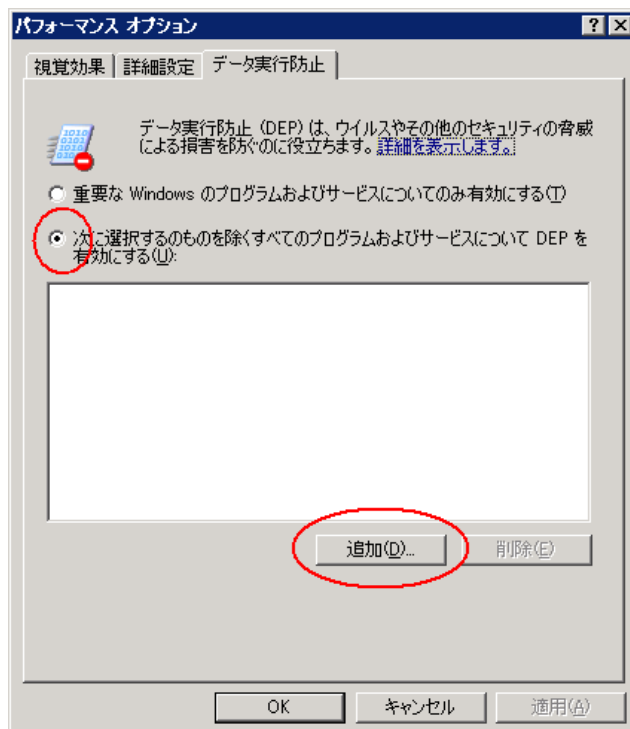 パフォーマンス オプション
視覚効果 詳細設定 データ実行防止
データ実行防止 (DEP) は、ウイルスやその他のセキュリティの脅威
による損害を防ぐのに役立ちます。詳細を表示します。
重要な Windows のプログラムおよびサービスについてのみ有効にする(T)
次に選択するのものを除くすべてのプログラムおよびサービスについて DEP を
有効にする(U):
追加(D)... 削除(E)
OK キャンセル 適用(A)